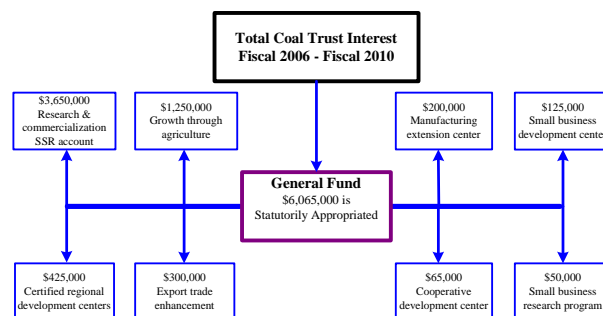 Total Coal Trust Interest
Fiscal 2006 - Fiscal 2010
$3,650,000
Research &
commercialization
SSR account
$1,250,000
Growth through
agriculture
$200,000
Manufacturing
extension center
$125,000
Small business
development center
General Fund
$6,065,000 is
Statutorily Appropriated
$425,000
Certified regional
development centers
$300,000
Export trade
enhancement
$65,000
Cooperative
development center
$50,000
Small business
research program